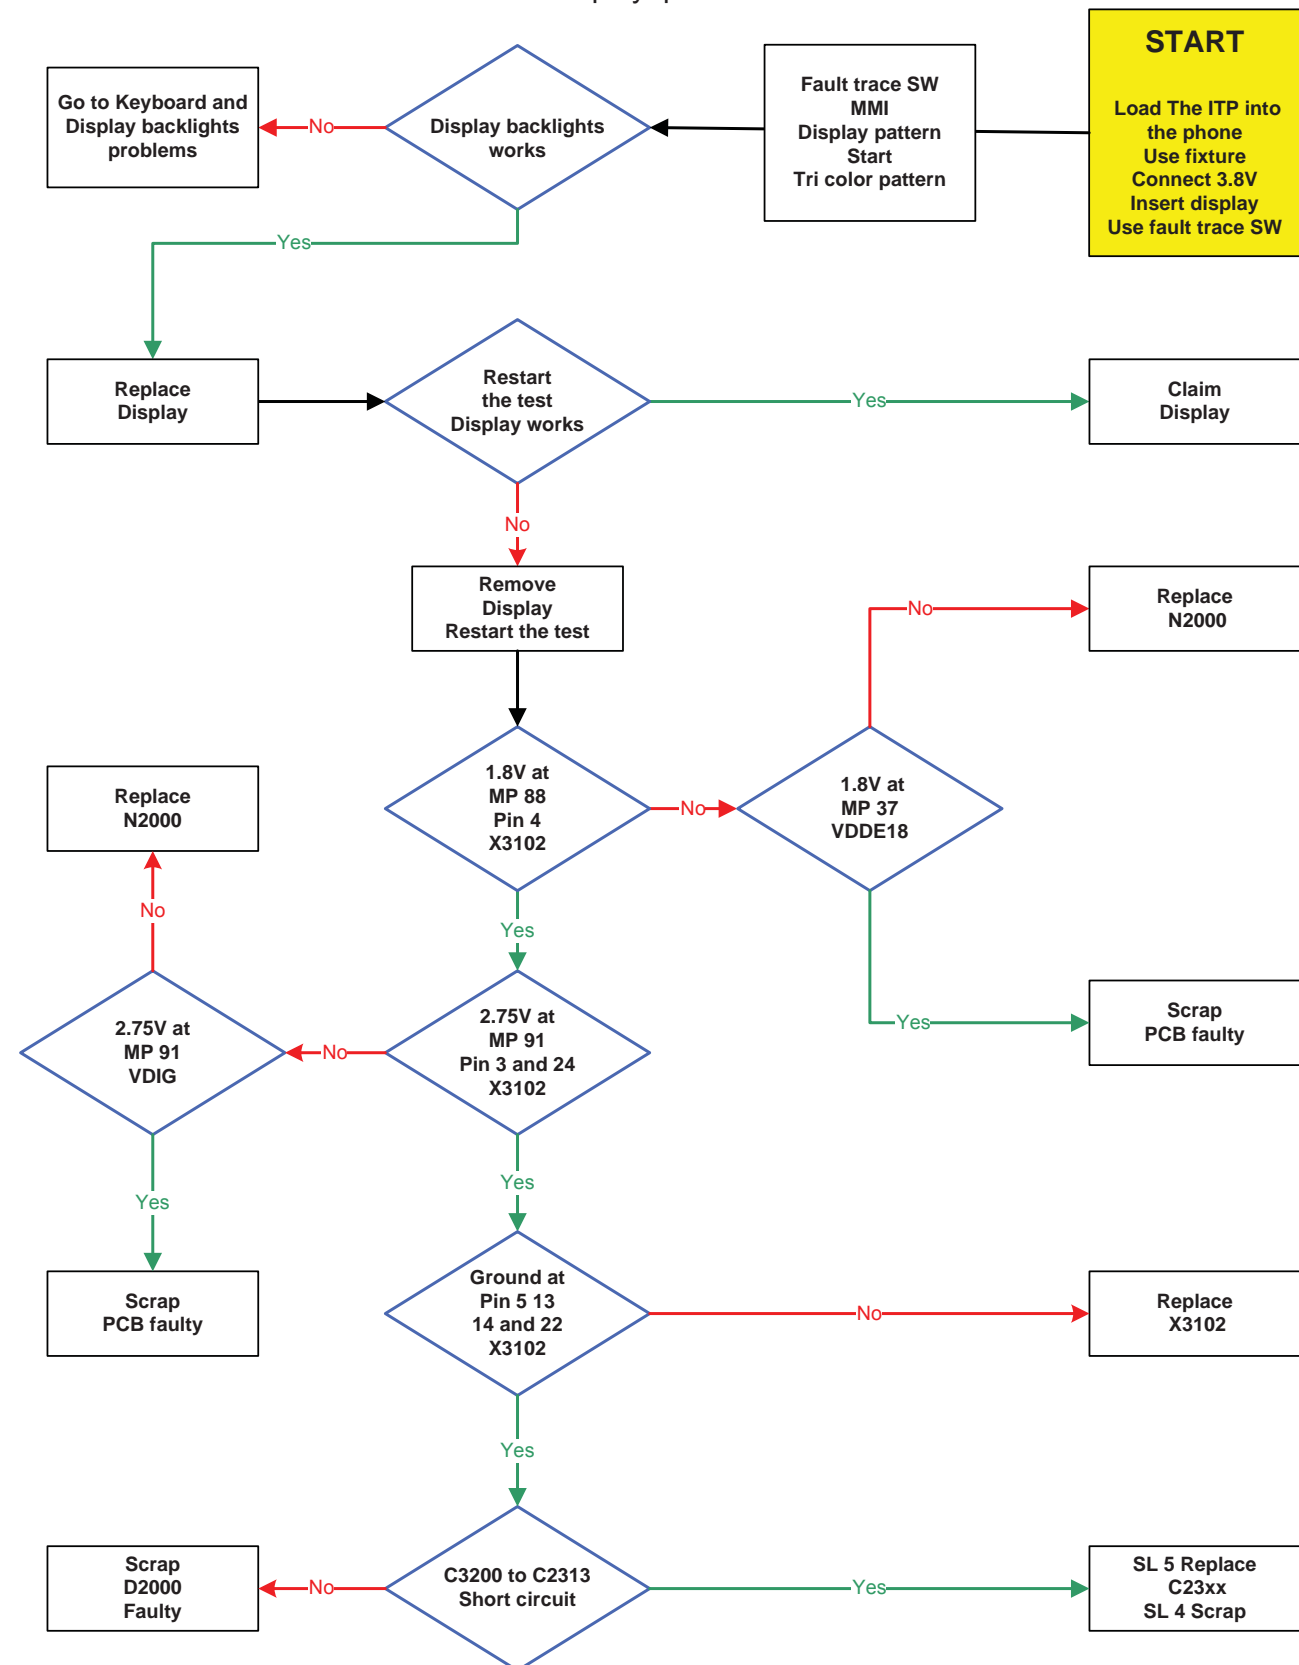 START
Load The ITP into
the phone
Use fixture
Connect 3.8V
Insert display
Use fault trace SW
Fault trace SW
MMI
Display pattern
Start
Tri color pattern
Display backlights
works
No
Go to Keyboard and
Display backlights
problems
Yes
Replace
Display
Restart
the test
Display works
Yes
Claim
Display
No
Remove
Display
Restart the test
1.8V at
MP 88
Pin 4
X3102
No
1.8V at
MP 37
VDDE18
No
Replace
N2000
Yes
Scrap
PCB faulty
Yes
2.75V at
MP 91
Pin 3 and 24
X3102
No
2.75V at
MP 91
VDIG
No
Replace
N2000
Yes
Scrap
PCB faulty
Yes
Ground at
Pin 5 13
14 and 22
X3102
No
Replace
X3102
Yes
C3200 to C2313
Short circuit
No
Scrap
D2000
Faulty
Yes
SL 5 Replace
C23xx
SL 4 Scrap